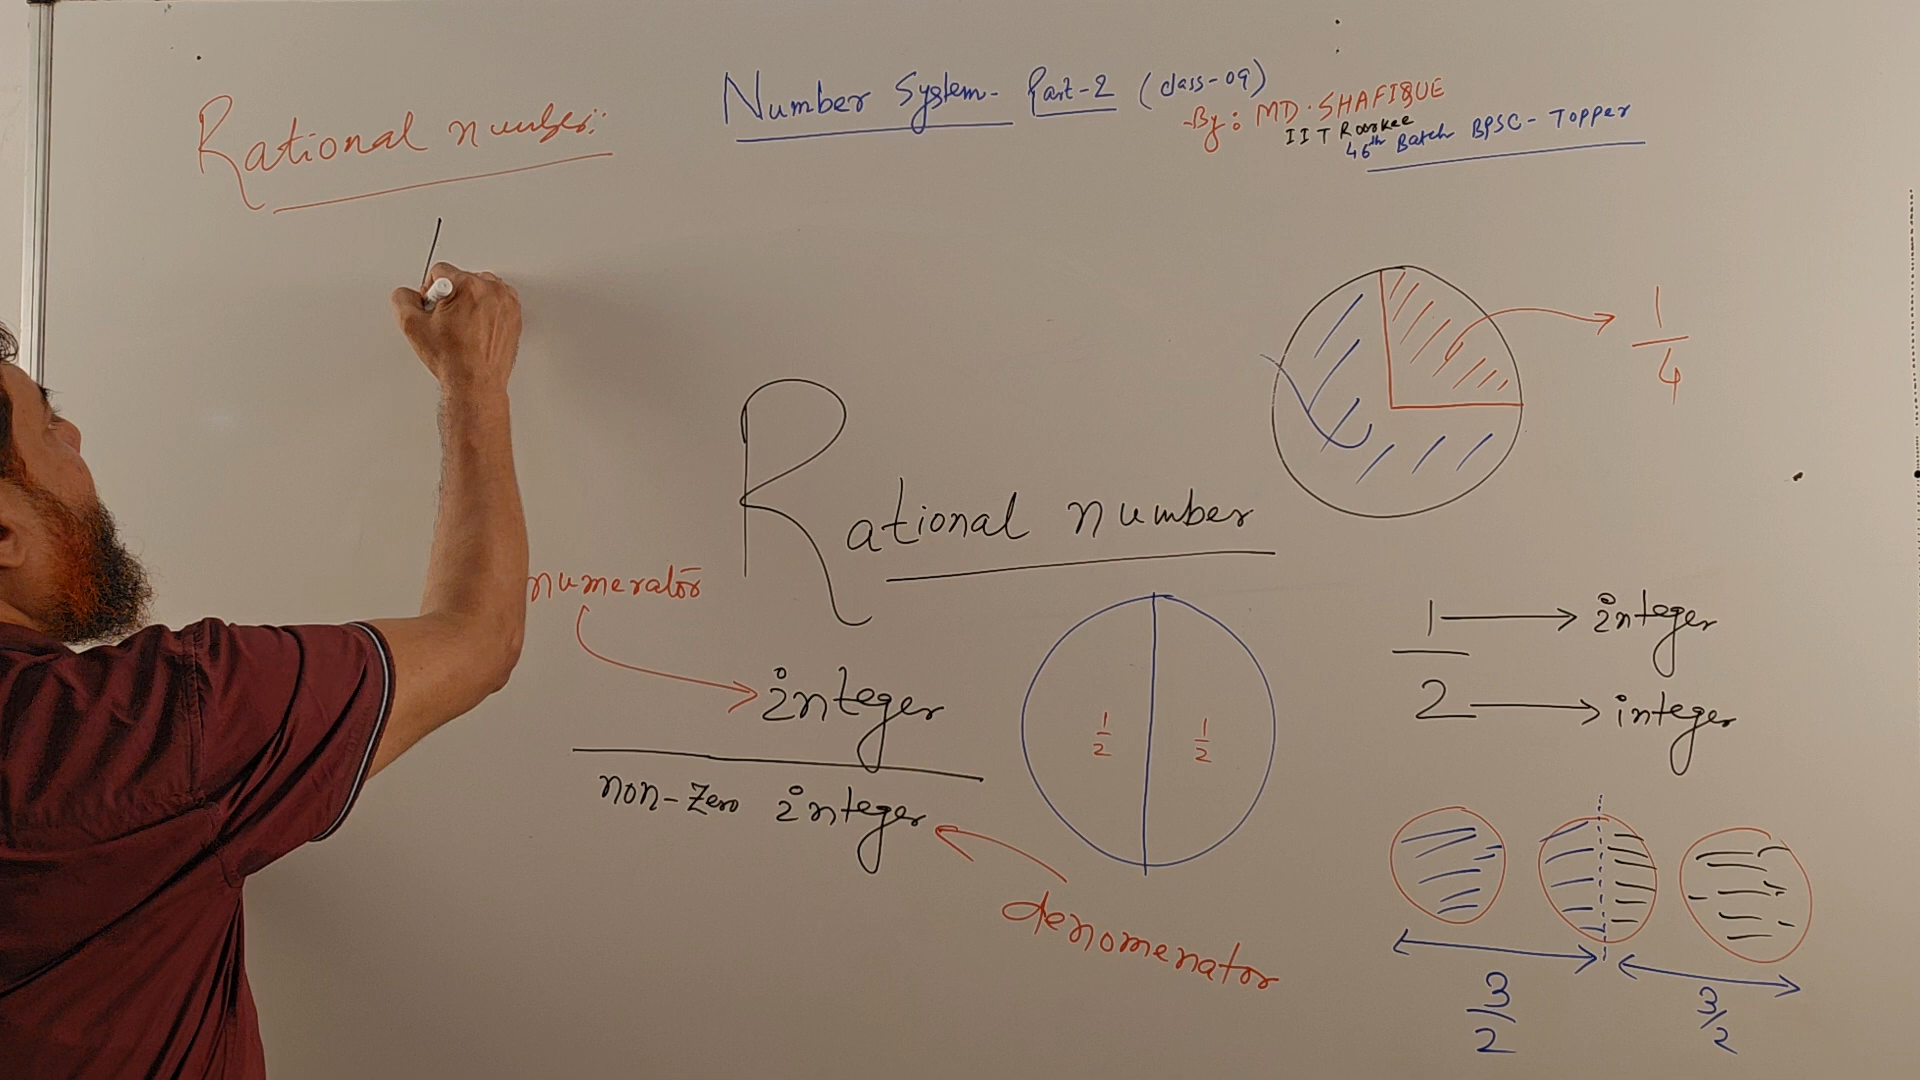 Number System- Part-2 (class-09)
-By: MD. SHAFIQUE
IIT Roorkee
46th Batch BPSC - Topper
Rational number:
1
4
Rational number
numerator
integer
non-Zero integer
denomenator
1/2 1/2
1 → integer
2 → integer
3
2
3/2